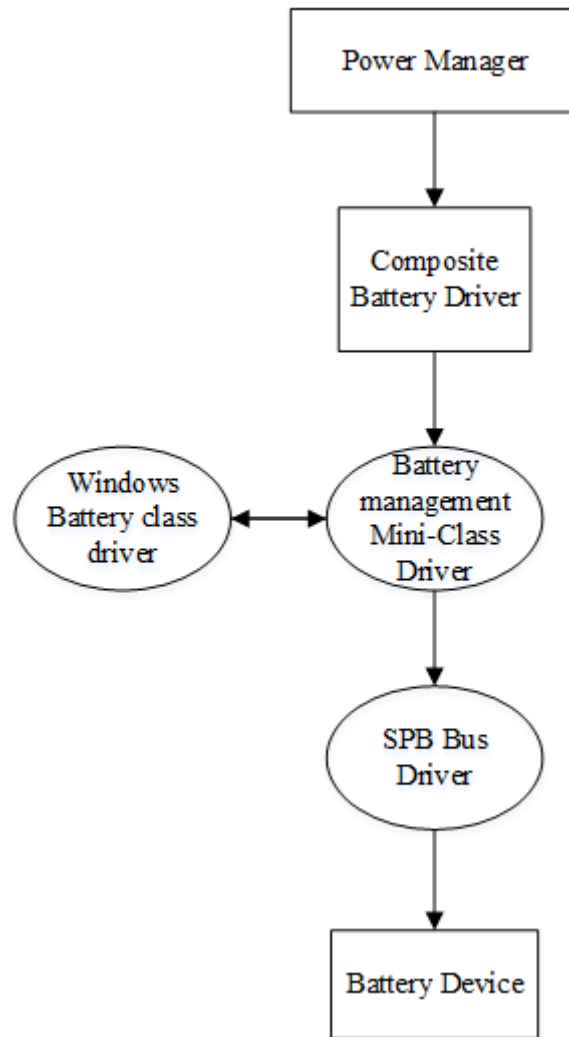 Power Manager
Composite
Battery Driver
Windows
Battery class
driver
Battery
management
Mini-Class
Driver
SPB Bus
Driver
Battery Device